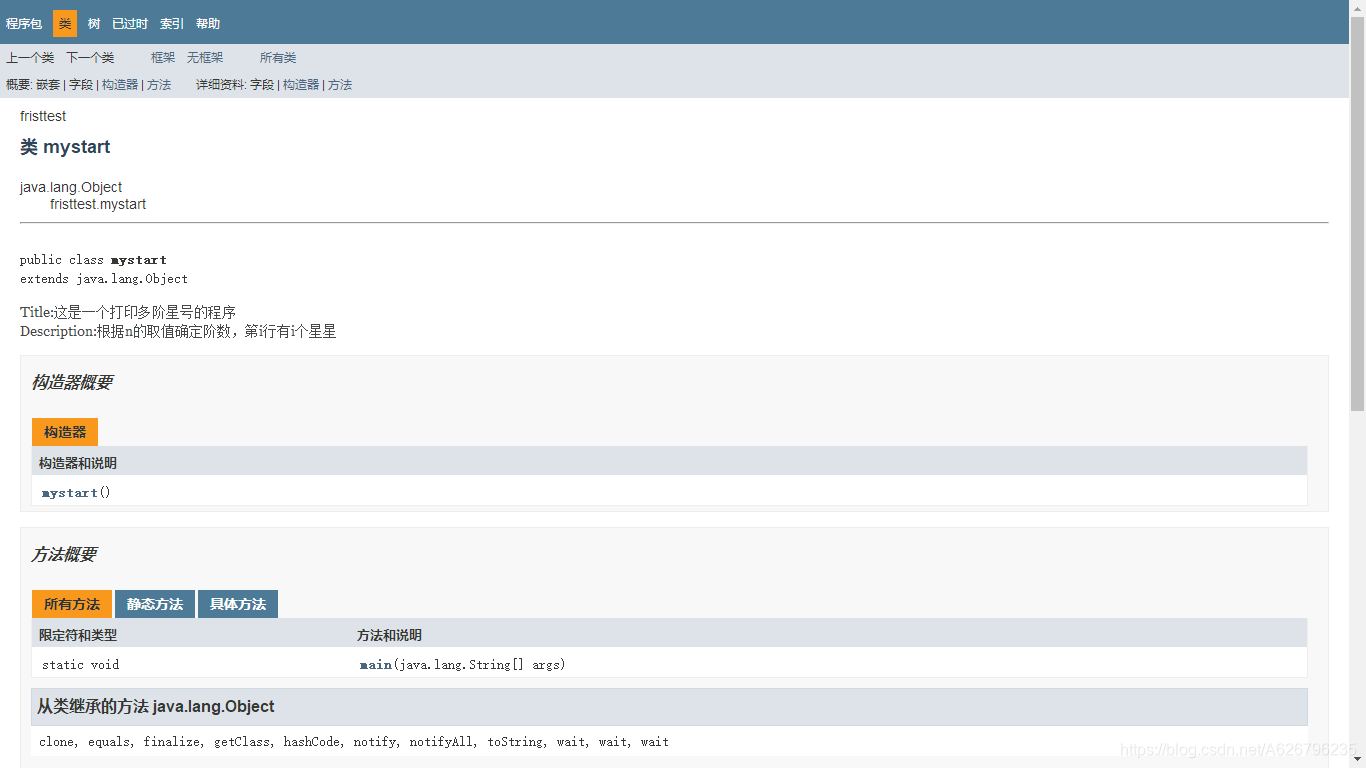 程序包 类 树 已过时 索引 帮助
上一个类 下一个类 框架 无框架 所有类
概要: 嵌套 | 字段 | 构造器 | 方法 详细资料: 字段 | 构造器 | 方法
fristtest
类 mystart
java.lang.Object
fristtest.mystart
public class mystart
extends java.lang.Object
Title:这是一个打印多阶星号的程序
Description:根据n的取值确定阶数，第i行有i个星星
构造器概要
构造器
构造器和说明
mystart()
方法概要
所有方法 静态方法 具体方法
限定符和类型 方法和说明
static void main(java.lang.String[] args)
从类继承的方法 java.lang.Object
clone, equals, finalize, getClass, hashCode, notify, notifyAll, toString, wait, wait, wait
https://blog.csdn.net/A626796235